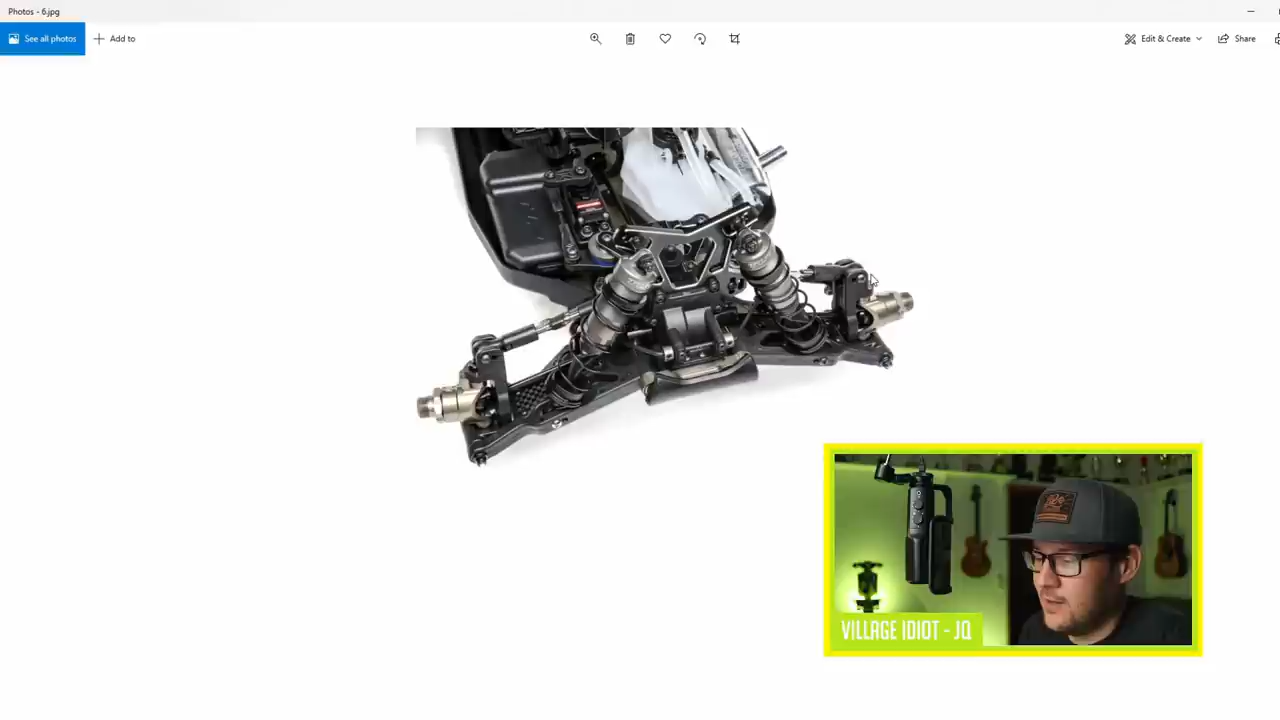 Photos - 6.jpg
See all photos
Add to
Edit & Create
Share
VILLAGE IDIOT - JQ